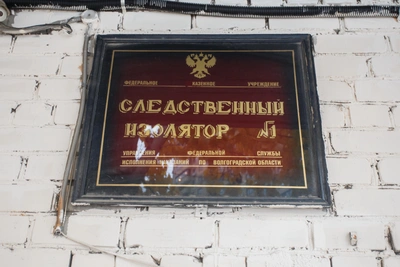 ФЕДЕРАЛЬНОЕ КАЗЕННОЕ УЧРЕЖДЕНИЕ
СЛЕДСТВЕННЫЙ
ИЗОЛЯТОР №1
УПРАВЛЕНИЯ ФЕДЕРАЛЬНОЙ СЛУЖБЫ
ИСПОЛНЕНИЯ НАКАЗАНИЙ ПО ВОЛГОГРАДСКОЙ ОБЛАСТИ